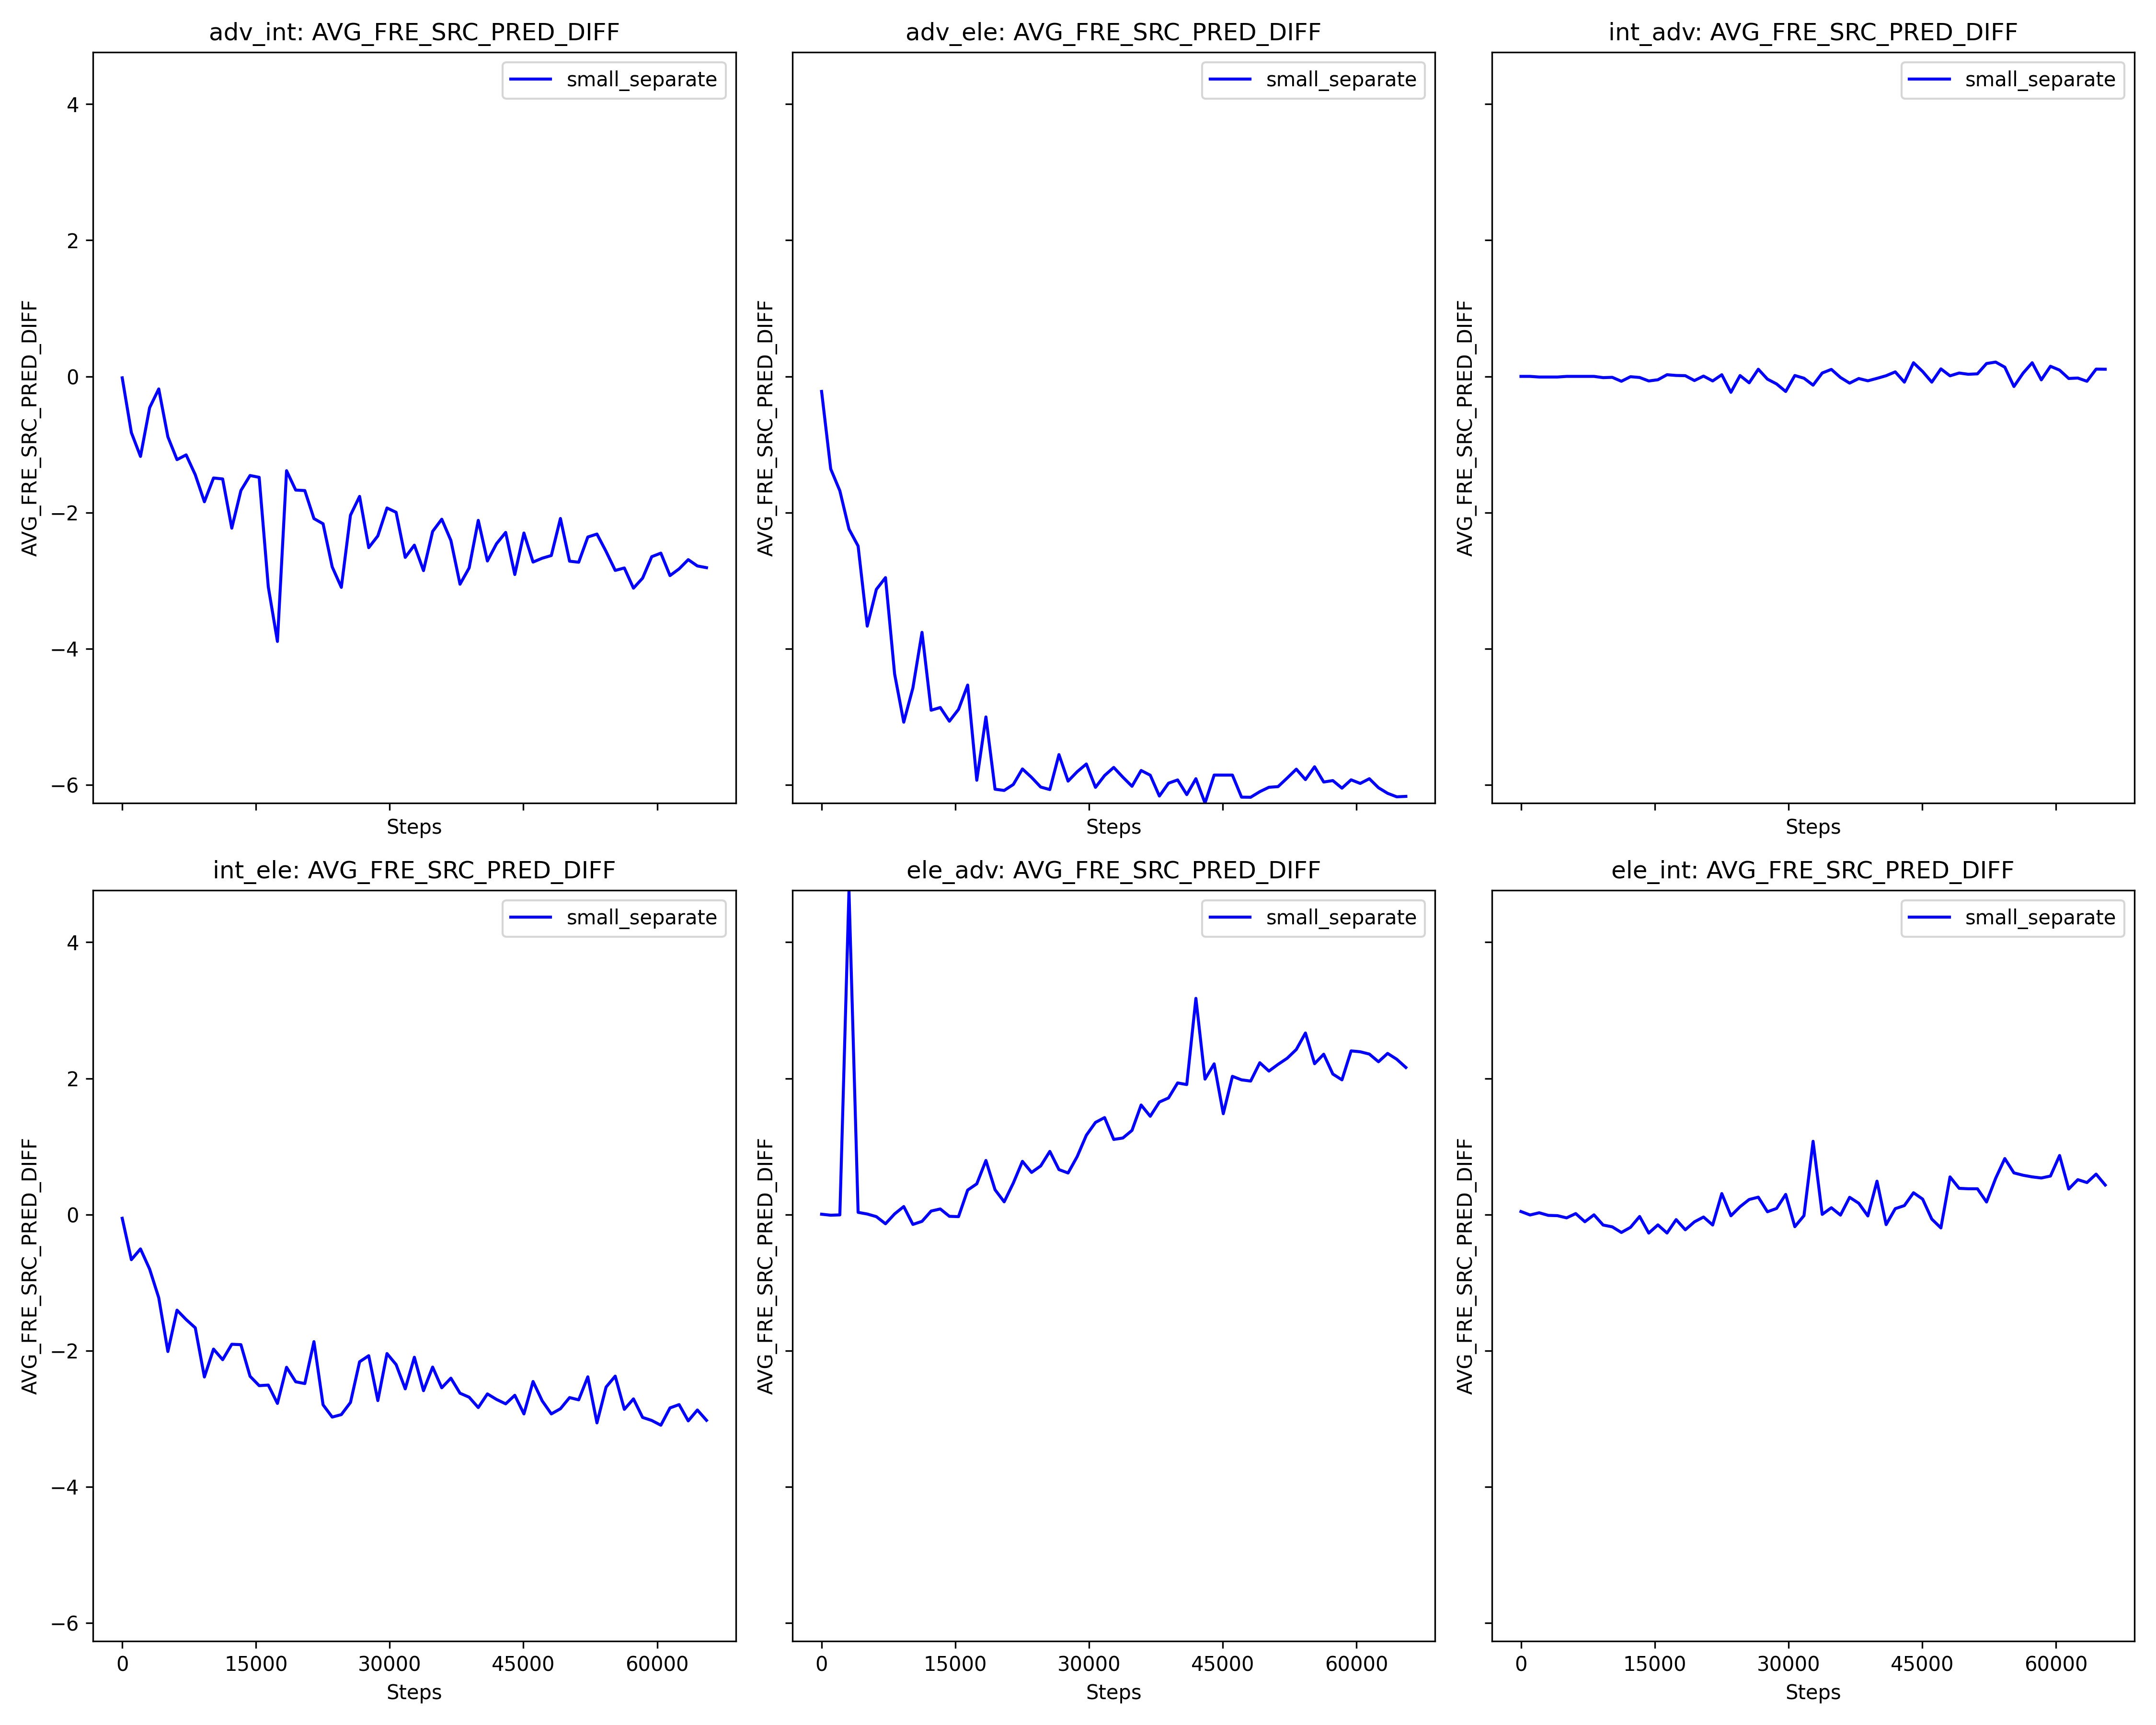 adv_int: AVG_FRE_SRC_PRED_DIFF
adv_ele: AVG_FRE_SRC_PRED_DIFF
int_adv: AVG_FRE_SRC_PRED_DIFF
small_separate
small_separate
small_separate
4
2
0
−2
−4
−6
AVG_FRE_SRC_PRED_DIFF
AVG_FRE_SRC_PRED_DIFF
AVG_FRE_SRC_PRED_DIFF
Steps
Steps
Steps
int_ele: AVG_FRE_SRC_PRED_DIFF
ele_adv: AVG_FRE_SRC_PRED_DIFF
ele_int: AVG_FRE_SRC_PRED_DIFF
small_separate
small_separate
small_separate
4
2
0
−2
−4
−6
AVG_FRE_SRC_PRED_DIFF
AVG_FRE_SRC_PRED_DIFF
AVG_FRE_SRC_PRED_DIFF
0 15000 30000 45000 60000
0 15000 30000 45000 60000
0 15000 30000 45000 60000
Steps
Steps
Steps